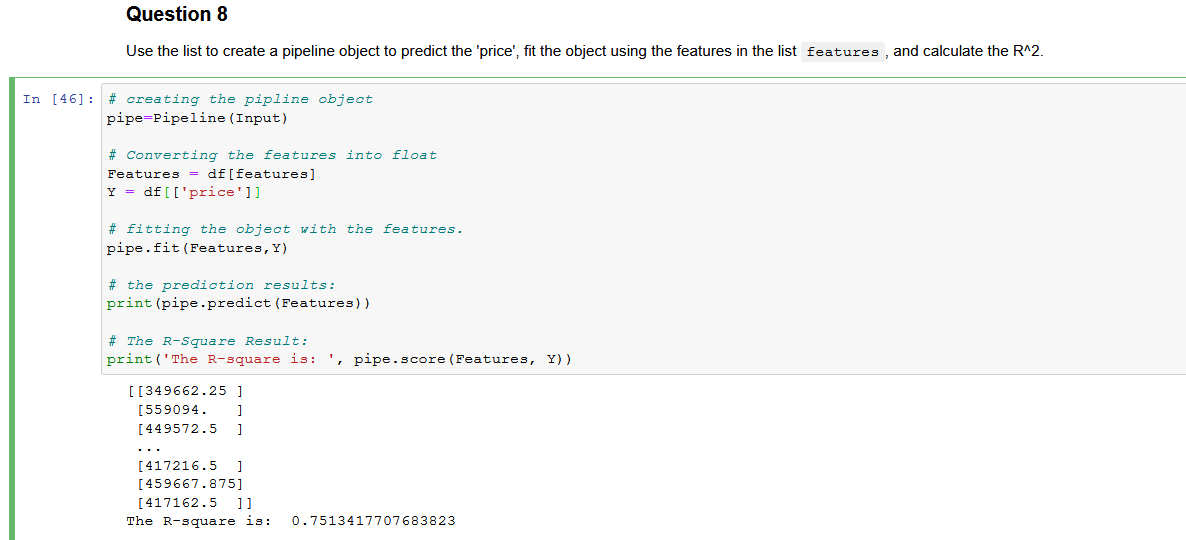 Question 8
Use the list to create a pipeline object to predict the 'price', fit the object using the features in the list features , and calculate the R^2.
In [46]: # creating the pipline object
pipe=Pipeline(Input)
# Converting the features into float
Features = df[features]
Y = df[['price']]
# fitting the object with the features.
pipe.fit(Features,Y)
# the prediction results:
print(pipe.predict(Features))
# The R-Square Result:
print('The R-square is: ', pipe.score(Features, Y))
[[349662.25 ]
[559094.   ]
[449572.5  ]
...
[417216.5  ]
[459667.875]
[417162.5  ]]
The R-square is:  0.7513417707683823